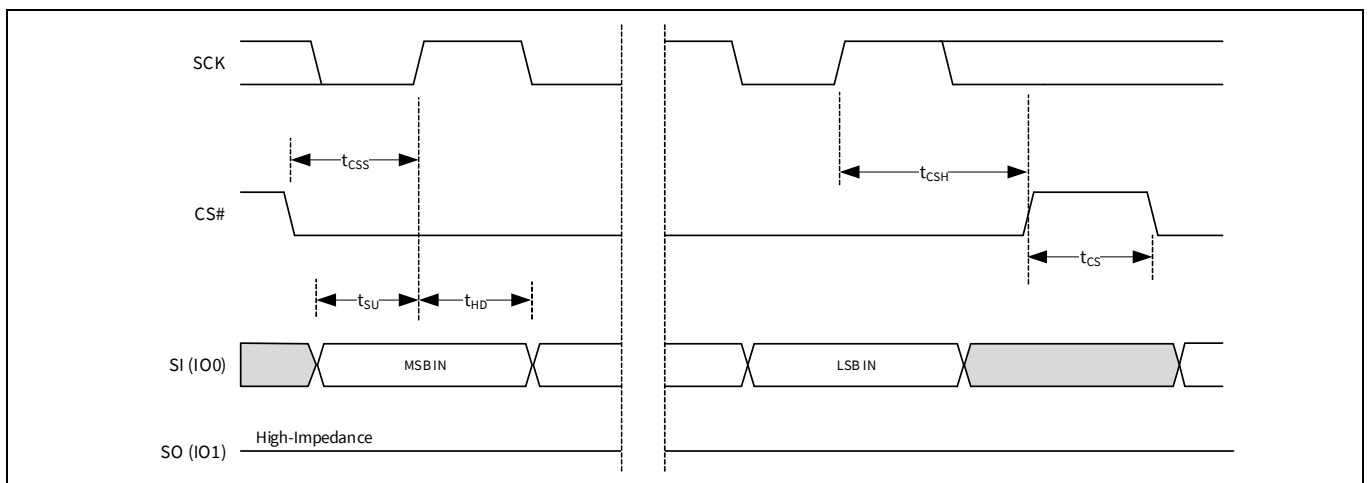 SCK
tCSS
tCSH
CS#
tCS
tSU
tHD
SI (IO0)
MSB IN
LSB IN
High-Impedance
SO (IO1)